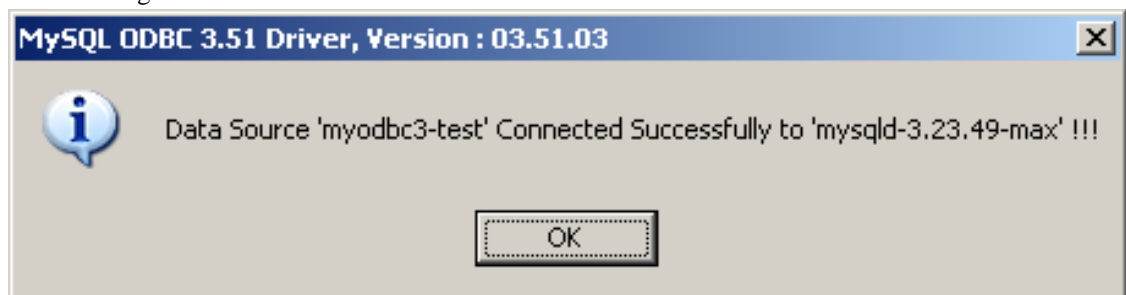 MySQL ODBC 3.51 Driver, Version : 03.51.03
Data Source 'myodbc3-test' Connected Successfully to 'mysqld-3.23.49-max' !!!
OK